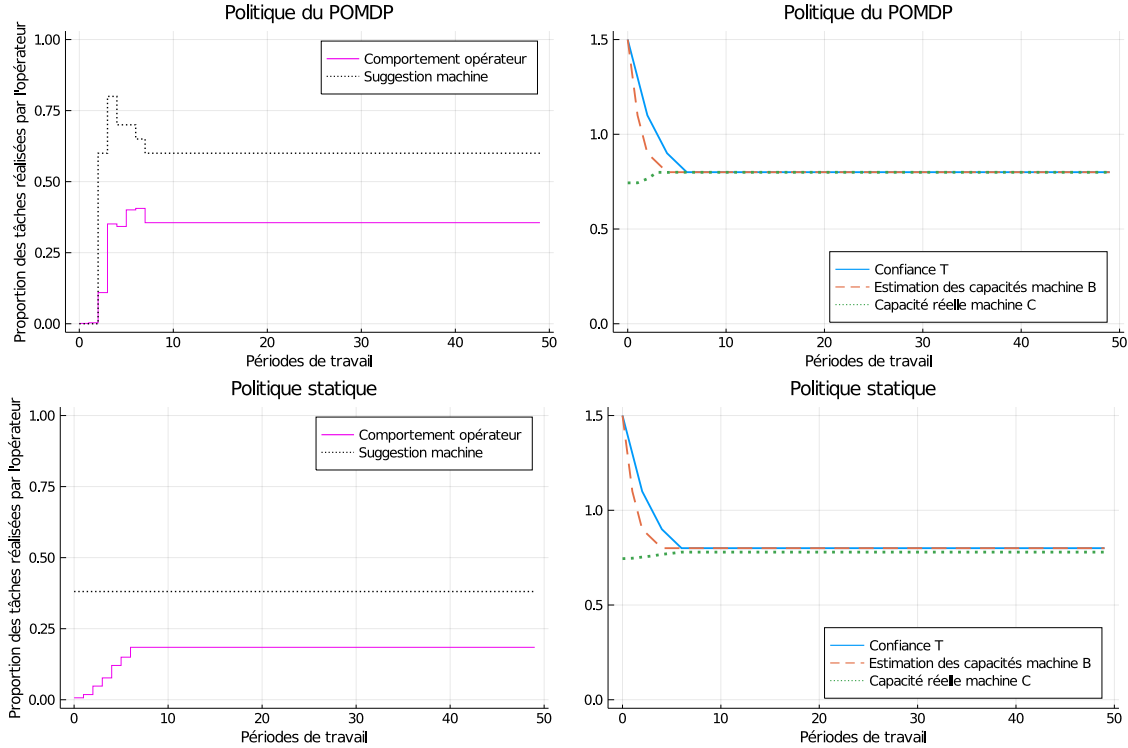 Politique du POMDP
Proportion des tâches réalisées par l'opérateur
1.00
0.75
0.50
0.25
0.00
Comportement opérateur
Suggestion machine
0 10 20 30 40 50
Périodes de travail
Politique du POMDP
1.5
1.0
0.5
0.0
Confiance T
Estimation des capacités machine B
Capacité réelle machine C
0 10 20 30 40 50
Périodes de travail
Politique statique
Proportion des tâches réalisées par l'opérateur
1.00
0.75
0.50
0.25
0.00
Comportement opérateur
Suggestion machine
0 10 20 30 40 50
Périodes de travail
Politique statique
1.5
1.0
0.5
0.0
Confiance T
Estimation des capacités machine B
Capacité réelle machine C
0 10 20 30 40 50
Périodes de travail